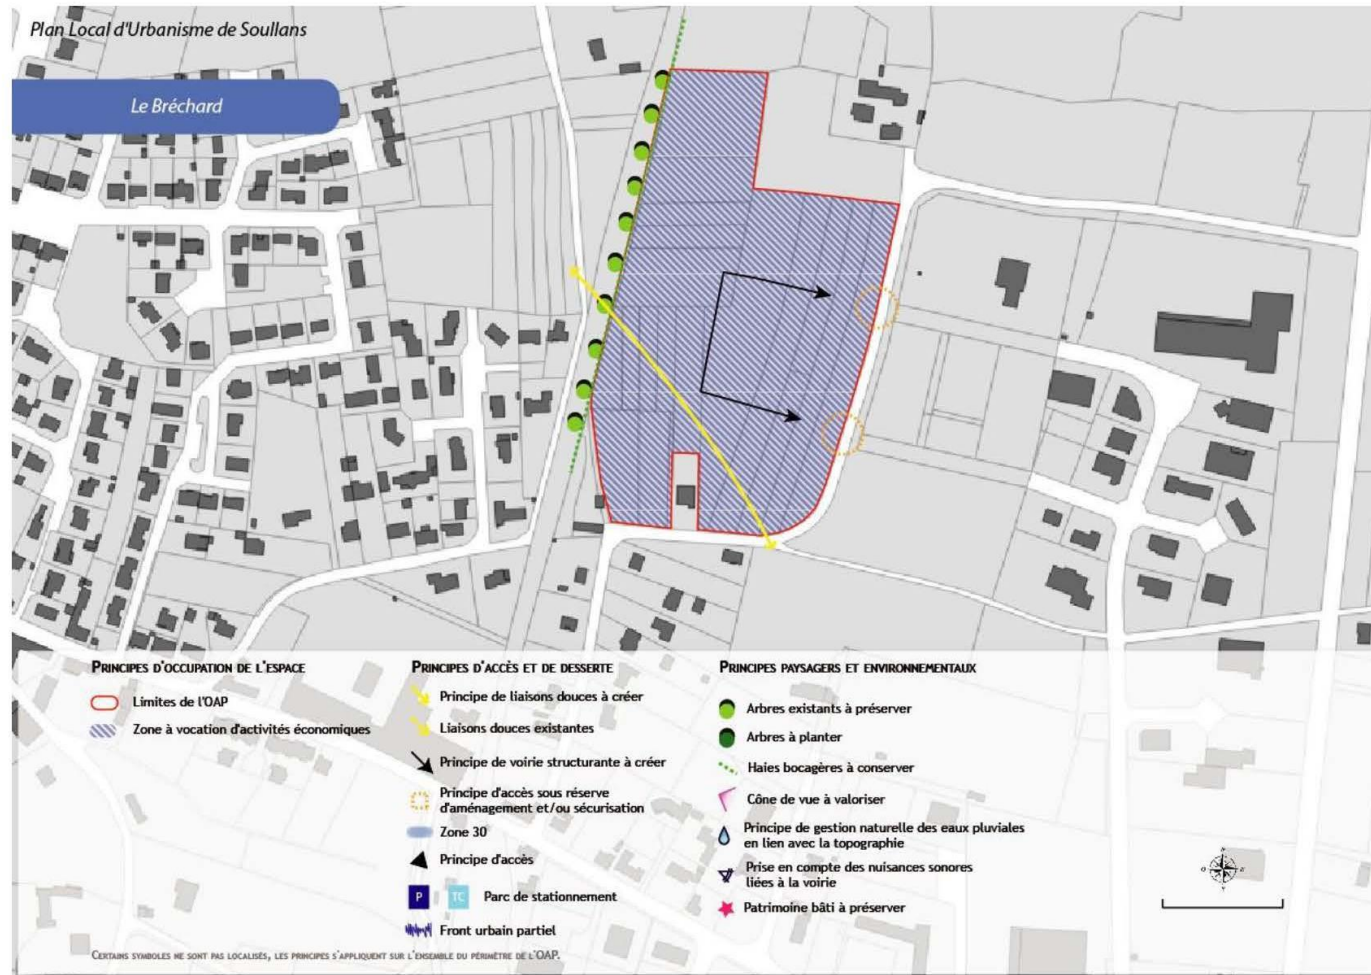 Plan Local d'Urbanisme de Soullans
Le Bréchard
PRINCIPES D'OCCUPATION DE L'ESPACE
Limites de l'OAP
Zone à vocation d'activités économiques
PRINCIPES D'ACCÈS ET DE DESSERTE
Principe de liaisons douces à créer
Liaisons douces existantes
Principe de voirie structurante à créer
Principe d'accès sous réserve
d'aménagement et/ou sécurisation
Zone 30
Principe d'accès
P TC Parc de stationnement
Front urbain partiel
PRINCIPES PAYSAGERS ET ENVIRONNEMENTAUX
Arbres existants à préserver
Arbres à planter
Haies bocagères à conserver
Cône de vue à valoriser
Principe de gestion naturelle des eaux pluviales
en lien avec la topographie
Prise en compte des nuisances sonores
liées à la voirie
Patrimoine bâti à préserver
CERTAINS SYMBOLES NE SONT PAS LOCALISÉS, LES PRINCIPES S'APPLIQUENT SUR L'ENSEMBLE DU PÉRIMÈTRE DE L'OAP.